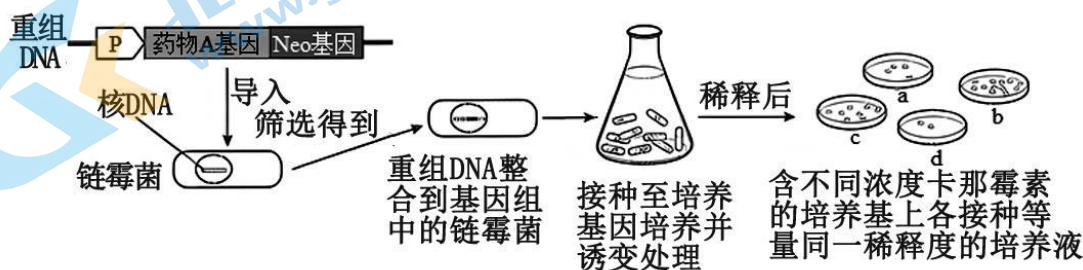 重组
DNA
P
药物A基因
Neo基因
核DNA
导入
筛选得到
链霉菌
重组DNA整
合到基因组
中的链霉菌
接种至培养
基因培养并
诱变处理
稀释后
a
b
c
d
含不同浓度卡那霉素
的培养基上各接种等
量同一稀释度的培养液